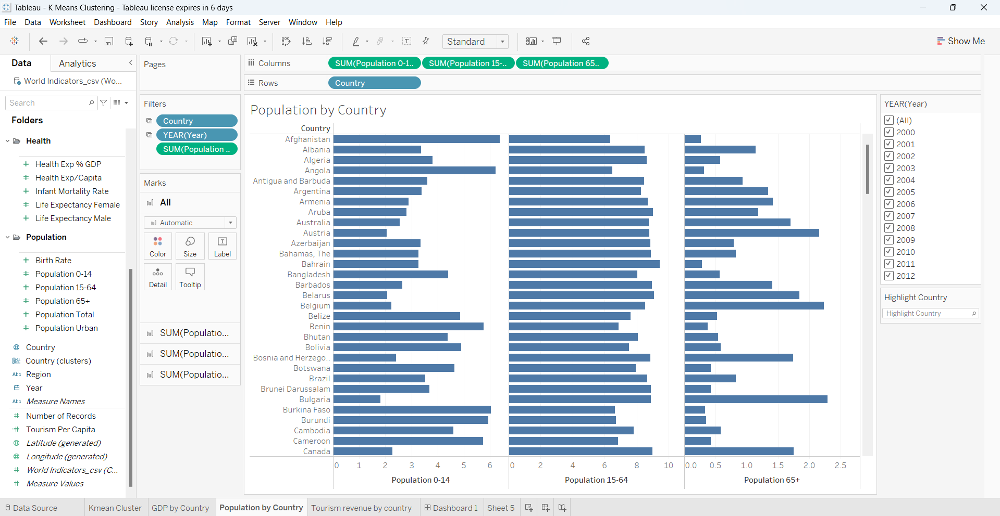 Tableau - K Means Clustering - Tableau license expires in 6 days
File Data Worksheet Dashboard Story Analysis Map Format Server Window Help
Standard
Show Me
Data Analytics
World Indicators_csv (Wo...
Search
Folders
Health
Health Exp % GDP
Health Exp/Capita
Infant Mortality Rate
Life Expectancy Female
Life Expectancy Male
Population
Birth Rate
Population 0-14
Population 15-64
Population 65+
Population Total
Population Urban
Country
Country (clusters)
Abc Region
Year
Abc Measure Names
Number of Records
Tourism Per Capita
Latitude (generated)
Longitude (generated)
World Indicators_csv (C...
Measure Values
Pages
Filters
Country
YEAR(Year)
SUM(Population ..
Marks
All
Automatic
Color Size Label
Detail Tooltip
SUM(Populatio...
SUM(Populatio...
SUM(Populatio...
Columns SUM(Population 0-1.. SUM(Population 15-.. SUM(Population 65..
Rows Country
Population by Country
Country
Afghanistan
Albania
Algeria
Angola
Antigua and Barbuda
Argentina
Armenia
Aruba
Australia
Austria
Azerbaijan
Bahamas, The
Bahrain
Bangladesh
Barbados
Belarus
Belgium
Belize
Benin
Bhutan
Bolivia
Bosnia and Herzego..
Botswana
Brazil
Brunei Darussalam
Bulgaria
Burkina Faso
Burundi
Cambodia
Cameroon
Canada
0 1 2 3 4 5 6 0 2 4 6 8 10 0.0 0.5 1.0 1.5 2.0 2.5
Population 0-14 Population 15-64 Population 65+
YEAR(Year)
(All)
2000
2001
2002
2003
2004
2005
2006
2007
2008
2009
2010
2011
2012
Highlight Country
Highlight Country
Data Source Kmean Cluster GDP by Country Population by Country Tourism revenue by country Dashboard 1 Sheet 5